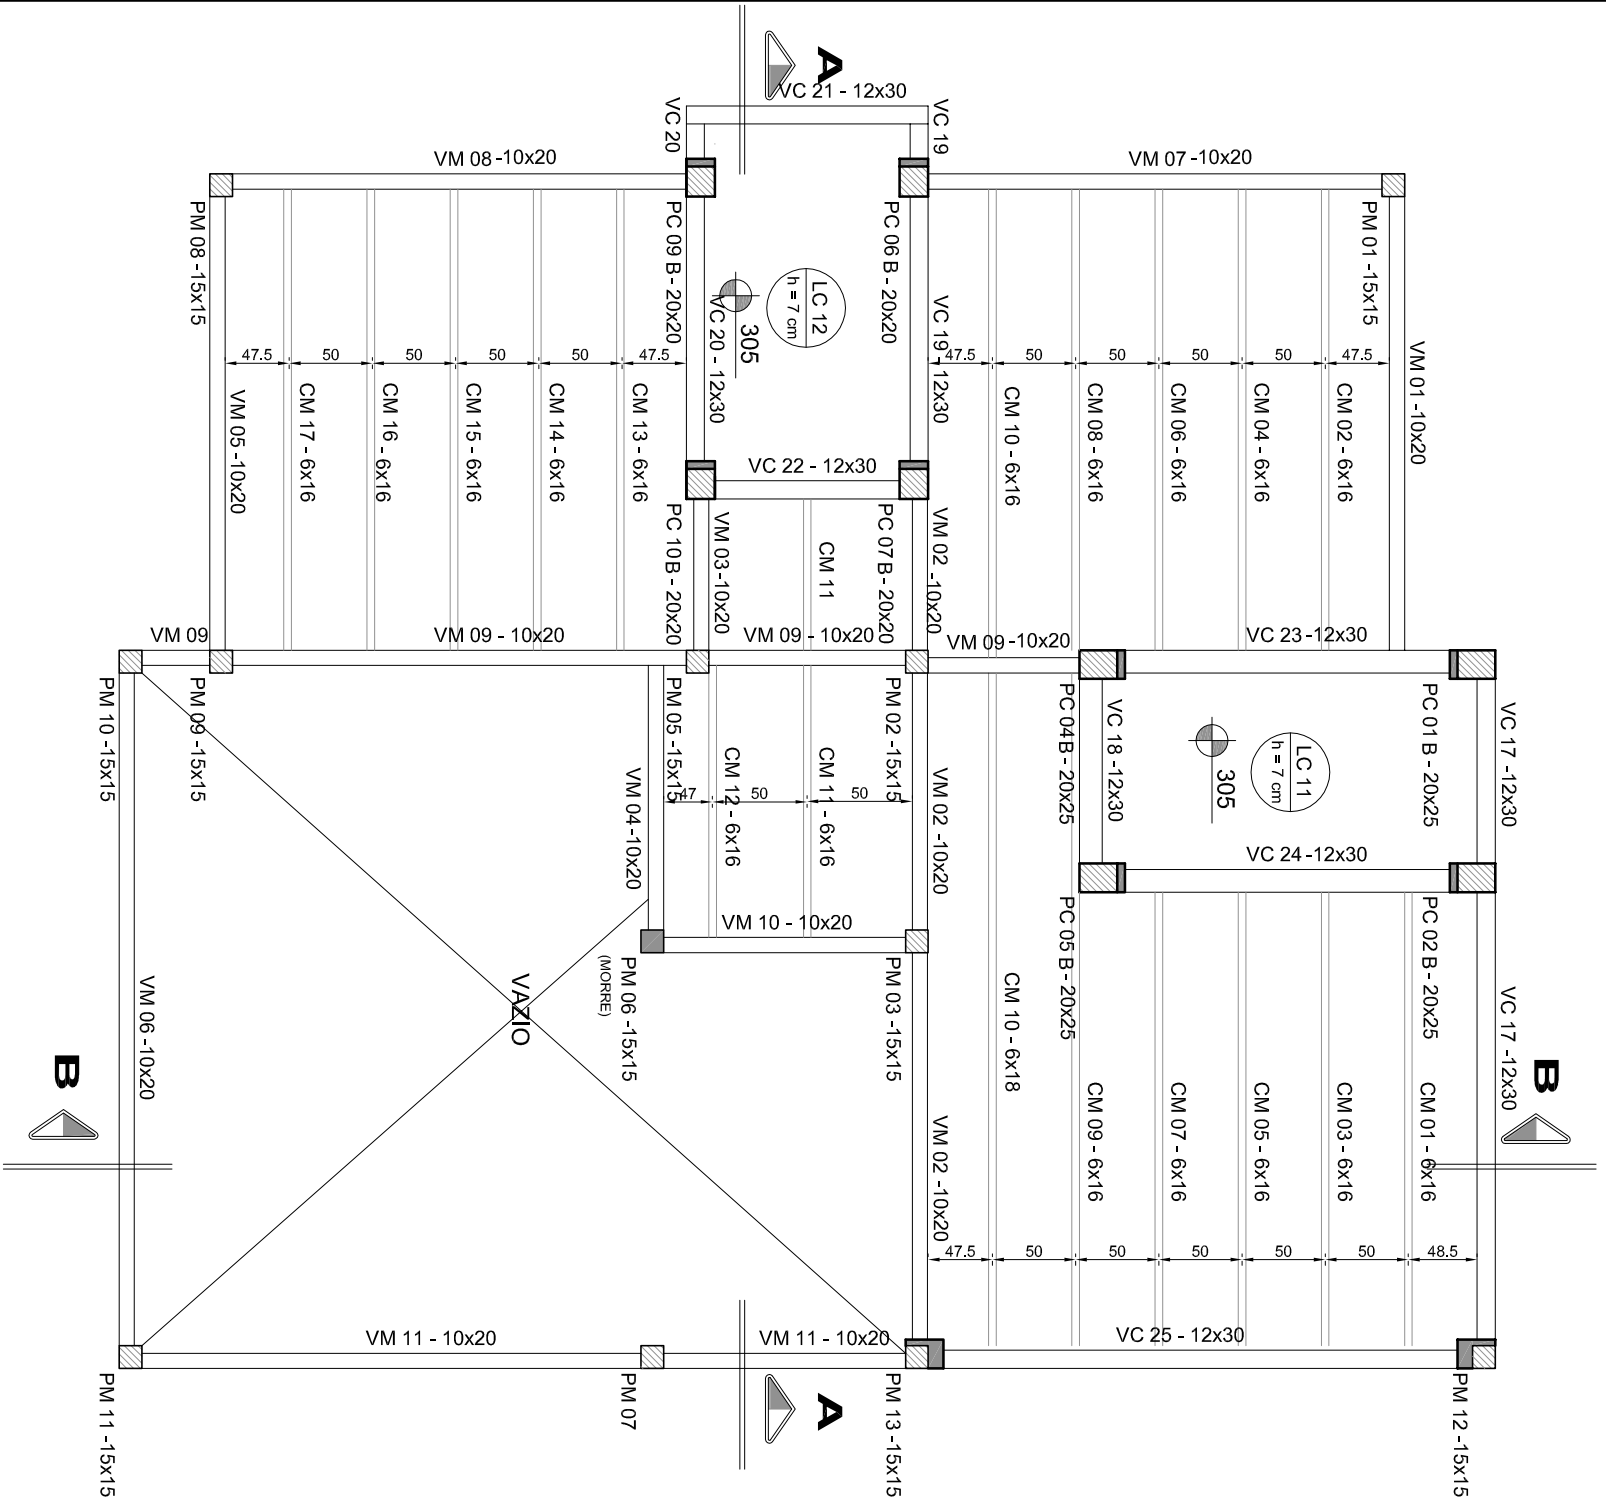 A
VC 21 - 12x30
VC 20
VC 19
VM 08 -10x20
VM 07 -10x20
PM 08 -15x15
PC 09 B - 20x20
PC 06 B - 20x20
PM 01 -15x15
LC 12
h = 7 cm
305
VC 20 - 12x30
VC 19 - 12x30
VM 01 -10x20
47.5
50
50
50
50
47.5
47.5
50
50
50
50
47.5
VM 05 -10x20
CM 17 - 6x16
CM 16 - 6x16
CM 15 - 6x16
CM 14 - 6x16
CM 13 - 6x16
CM 10 - 6x16
CM 08 - 6x16
CM 06 - 6x16
CM 04 - 6x16
CM 02 - 6x16
VC 22 - 12x30
PC 10B - 20x20
VM 03 -10x20
CM 11
PC 07 B - 20x20
VM 02 -10x20
VM 09
VM 09 - 10x20
VM 09 - 10x20
VM 09 -10x20
VC 23 -12x30
PM 10 -15x15
PM 09 -15x15
PM 05 -15x15
PM 02 -15x15
PC 04 B - 20x25
VC 18 -12x30
PC 01 B - 20x25
VC 17 -12x30
LC 11
h = 7 cm
305
VM 04 -10x20
CM 12 - 6x16
CM 11 - 6x16
VM 02 -10x20
47
50
50
VC 24 -12x30
VM 10 - 10x20
PC 05 B - 20x25
PC 02 B - 20x25
PM 06 -15x15
(MORRE)
PM 03 -15x15
VAZIO
VM 06 -10x20
CM 10 - 6x18
VC 17 -12x30
B
B
CM 09 - 6x16
CM 07 - 6x16
CM 05 - 6x16
CM 03 - 6x16
CM 01 - 6x16
VM 02 -10x20
47.5
50
50
50
50
50
48.5
VM 11 - 10x20
VM 11 - 10x20
VC 25 - 12x30
PM 11 -15x15
PM 07
A
PM 13 -15x15
PM 12 -15x15